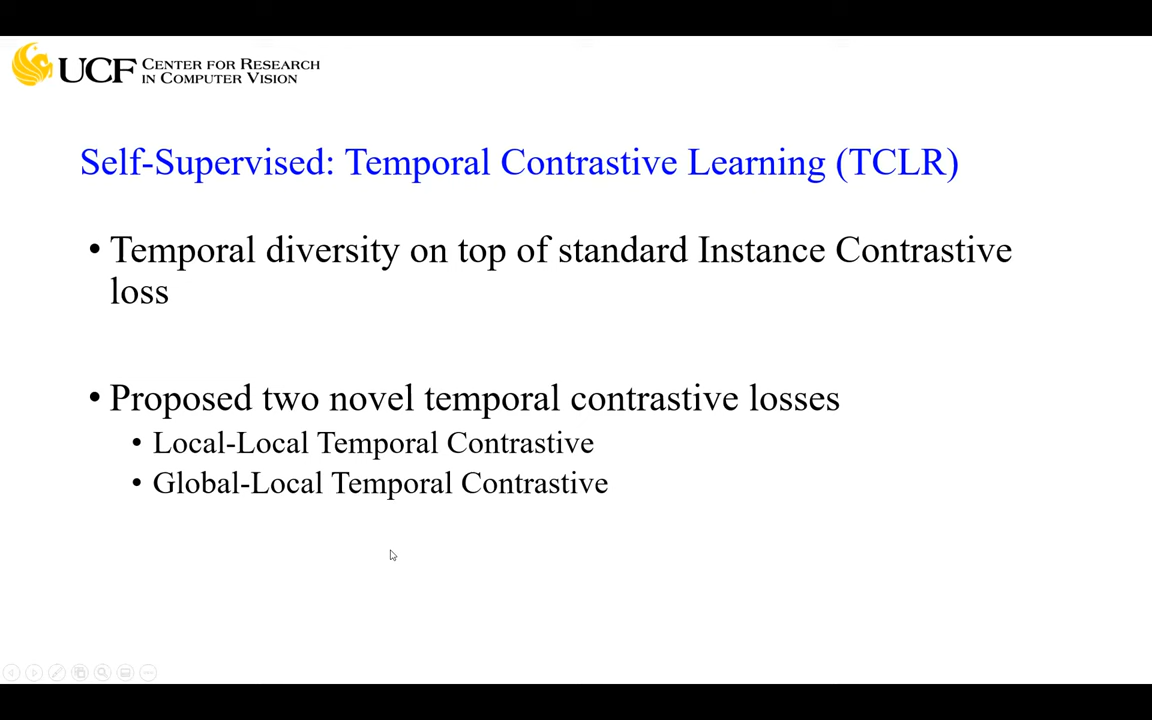 UCF CENTER FOR RESEARCH
IN COMPUTER VISION
Self-Supervised: Temporal Contrastive Learning (TCLR)
• Temporal diversity on top of standard Instance Contrastive
loss
• Proposed two novel temporal contrastive losses
• Local-Local Temporal Contrastive
• Global-Local Temporal Contrastive